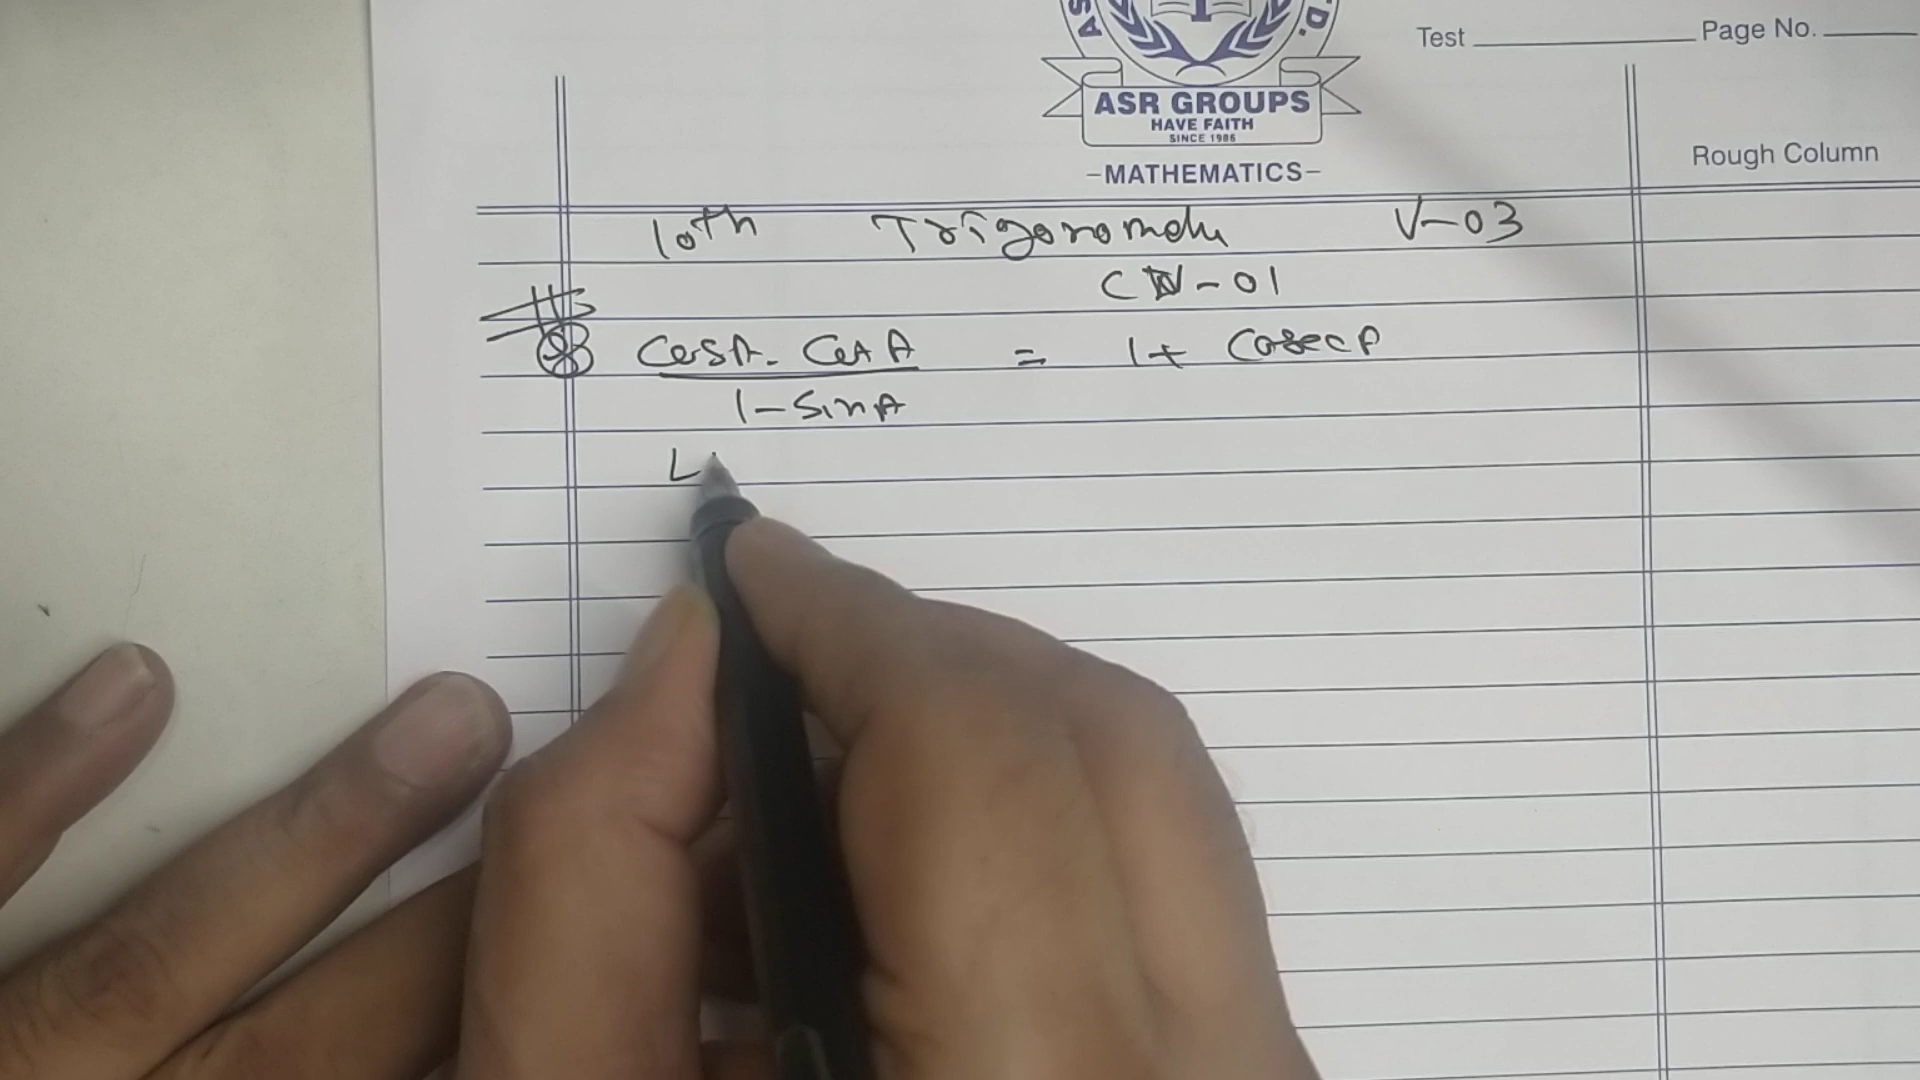 Test Page No.
ASR GROUPS
HAVE FAITH
SINCE 1986
-MATHEMATICS-
Rough Column
10th Trigonome V-03
CW-01
CosA. CotA = 1+ CosecA
1-SinA
L